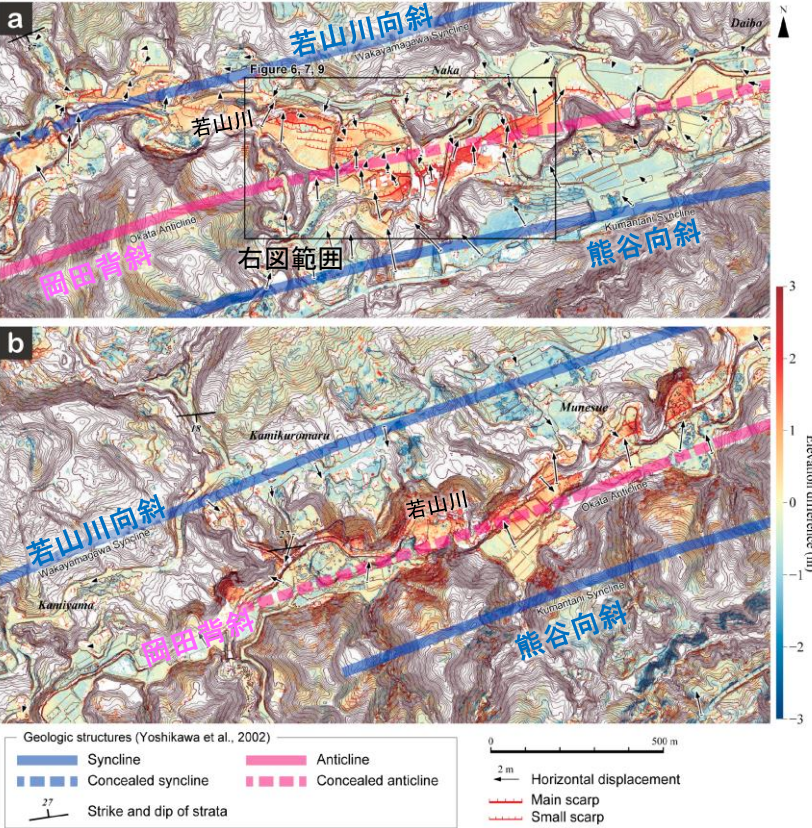 a
若山川向斜
Wakayamagawa Syncline
Daibo
N
Figure 6, 7, 9
Naka
若山川
Okata Anticline
岡田背斜
右図範囲
Kumantani Syncline
熊谷向斜
b
18
Kamikuromaru
Munesue
若山川向斜
Wakayamagawa Syncline
若山川
27
Okata Anticline
Kamiyama
岡田背斜
Kumantani Syncline
熊谷向斜
3
2
1
0
−1
−2
−3
Elevation difference (m)
Geologic structures (Yoshikawa et al., 2002)
Syncline
Anticline
Concealed syncline
Concealed anticline
27
Strike and dip of strata
0
500 m
2 m
Horizontal displacement
Main scarp
Small scarp